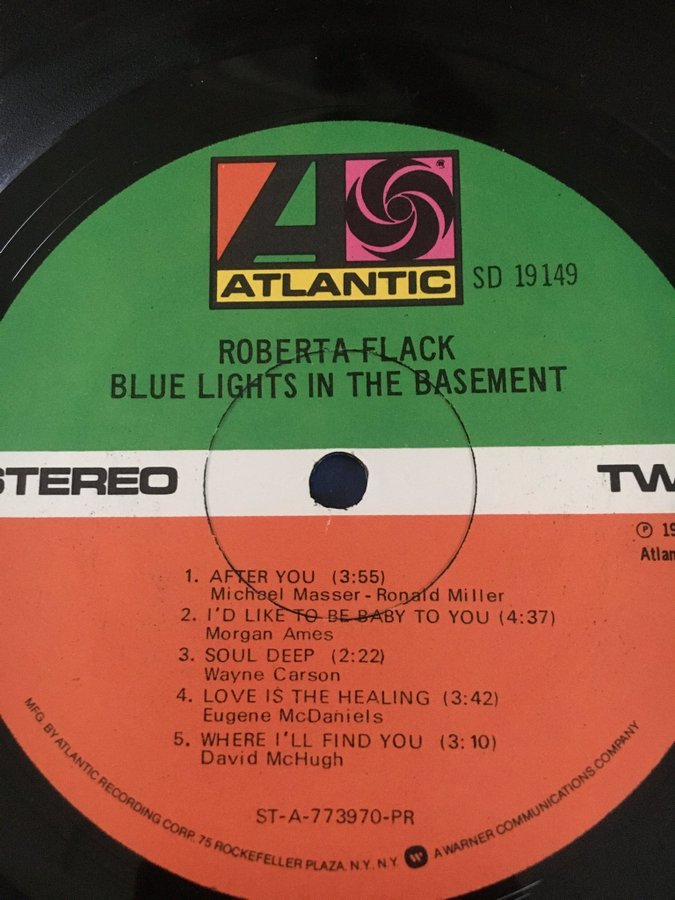 ATLANTIC
SD 19149
ROBERTA FLACK
BLUE LIGHTS IN THE BASEMENT
STEREO
1. AFTER YOU (3:55)
Michael Masser - Ronald Miller
2. I'D LIKE TO BE BABY TO YOU (4:37)
Morgan Ames
3. SOUL DEEP (2:22)
Wayne Carson
4. LOVE IS THE HEALING (3:42)
Eugene McDaniels
5. WHERE I'LL FIND YOU (3:10)
David McHugh
ST-A-773970-PR
MFG. BY ATLANTIC RECORDING CORP. 75 ROCKEFELLER PLAZA, N.Y. N.Y. A WARNER COMMUNICATIONS COMPANY